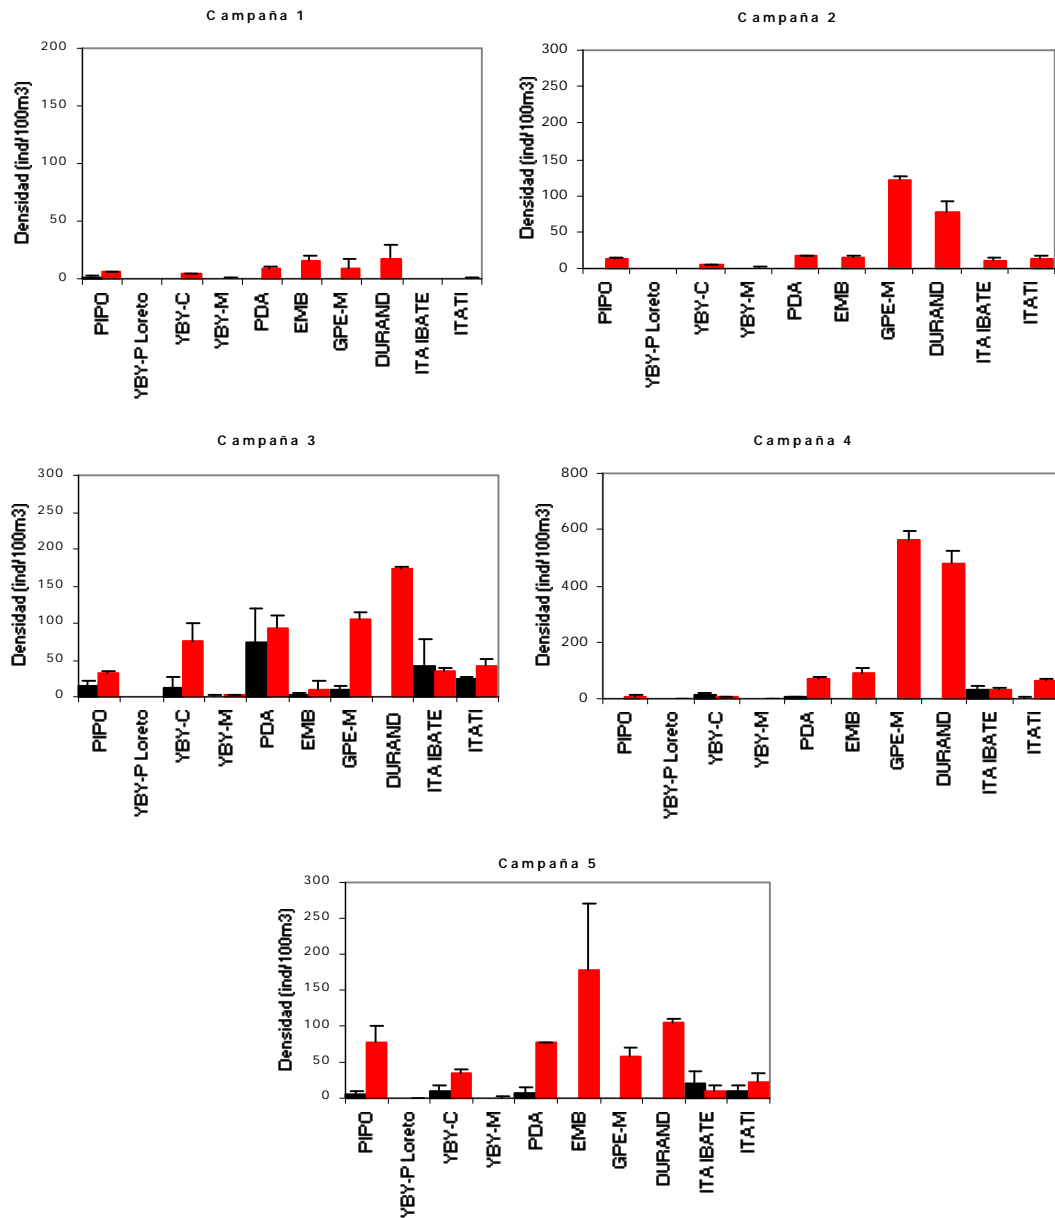 Campaña 1
Densidad (ind/100m3)
200
150
100
50
0
PIPO
YBY-P Loreto
YBY-C
YBY-M
PDA
EMB
GPE-M
DURAND
ITA IBATE
ITATI
Campaña 2
Densidad (ind/100m3)
300
250
200
150
100
50
0
PIPO
YBY-P Loreto
YBY-C
YBY-M
PDA
EMB
GPE-M
DURAND
ITA IBATE
ITATI
Campaña 3
Densidad (ind/100m3)
300
250
200
150
100
50
0
PIPO
YBY-P Loreto
YBY-C
YBY-M
PDA
EMB
GPE-M
DURAND
ITA IBATE
ITATI
Campaña 4
Densidad (ind/100m3)
800
600
400
200
0
PIPO
YBY-P Loreto
YBY-C
YBY-M
PDA
EMB
GPE-M
DURAND
ITA IBATE
ITATI
Campaña 5
Densidad (ind/100m3)
300
250
200
150
100
50
0
PIPO
YBY-P Loreto
YBY-C
YBY-M
PDA
EMB
GPE-M
DURAND
ITA IBATE
ITATI